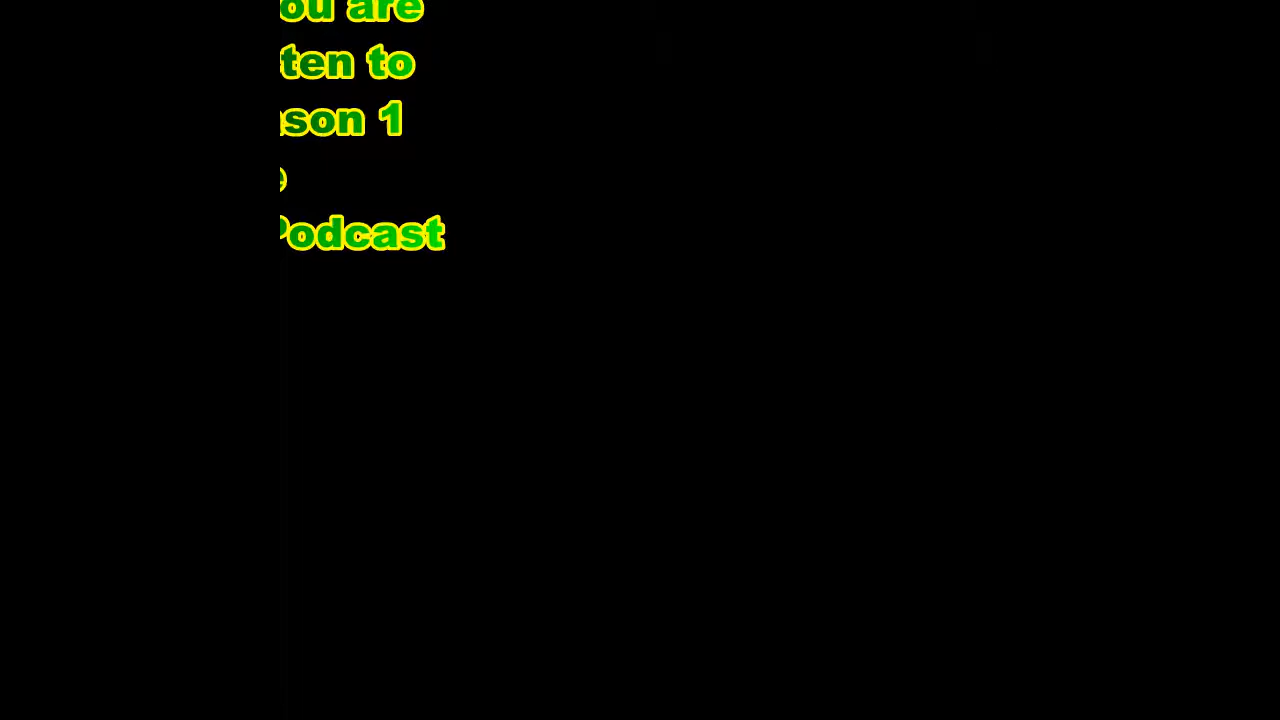 ou are
ten to
son 1
e
Podcast